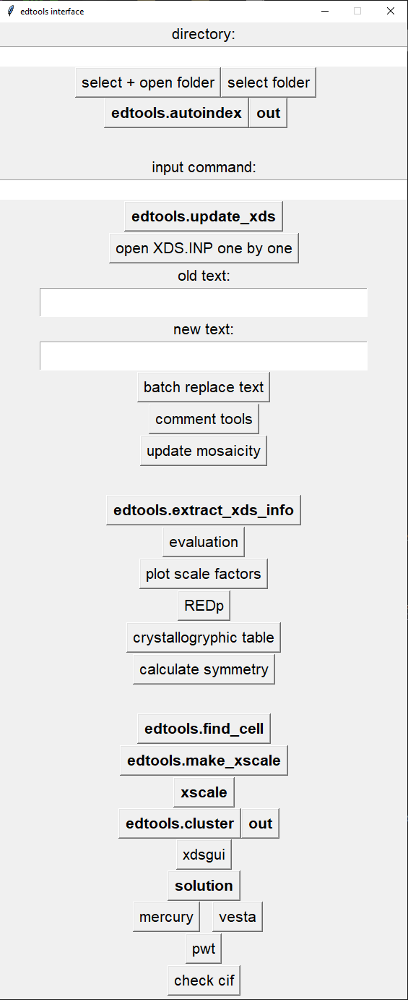 edtools interface
directory:
select + open folder select folder
edtools.autoindex out
input command:
edtools.update_xds
open XDS.INP one by one
old text:
new text:
batch replace text
comment tools
update mosaicity
edtools.extract_xds_info
evaluation
plot scale factors
REDp
crystallogryphic table
calculate symmetry
edtools.find_cell
edtools.make_xscale
xscale
edtools.cluster out
xdsgui
solution
mercury vesta
pwt
check cif